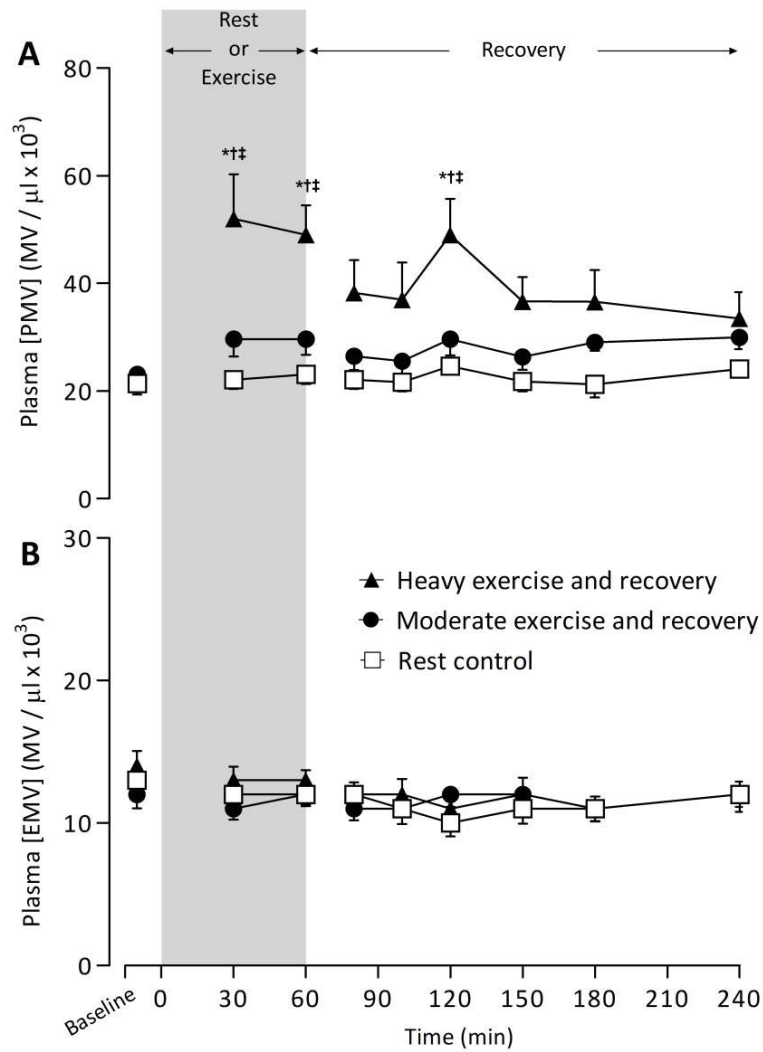 Rest
or
Exercise
Recovery
A
80
*†‡
60
*†‡
*†‡
40
20
0
Plasma [PMV] (MV / μl x 10³)
B
30
Heavy exercise and recovery
Moderate exercise and recovery
Rest control
20
10
0
Plasma [EMV] (MV / μl x 10³)
Baseline 0 30 60 90 120 150 180 210 240
Time (min)